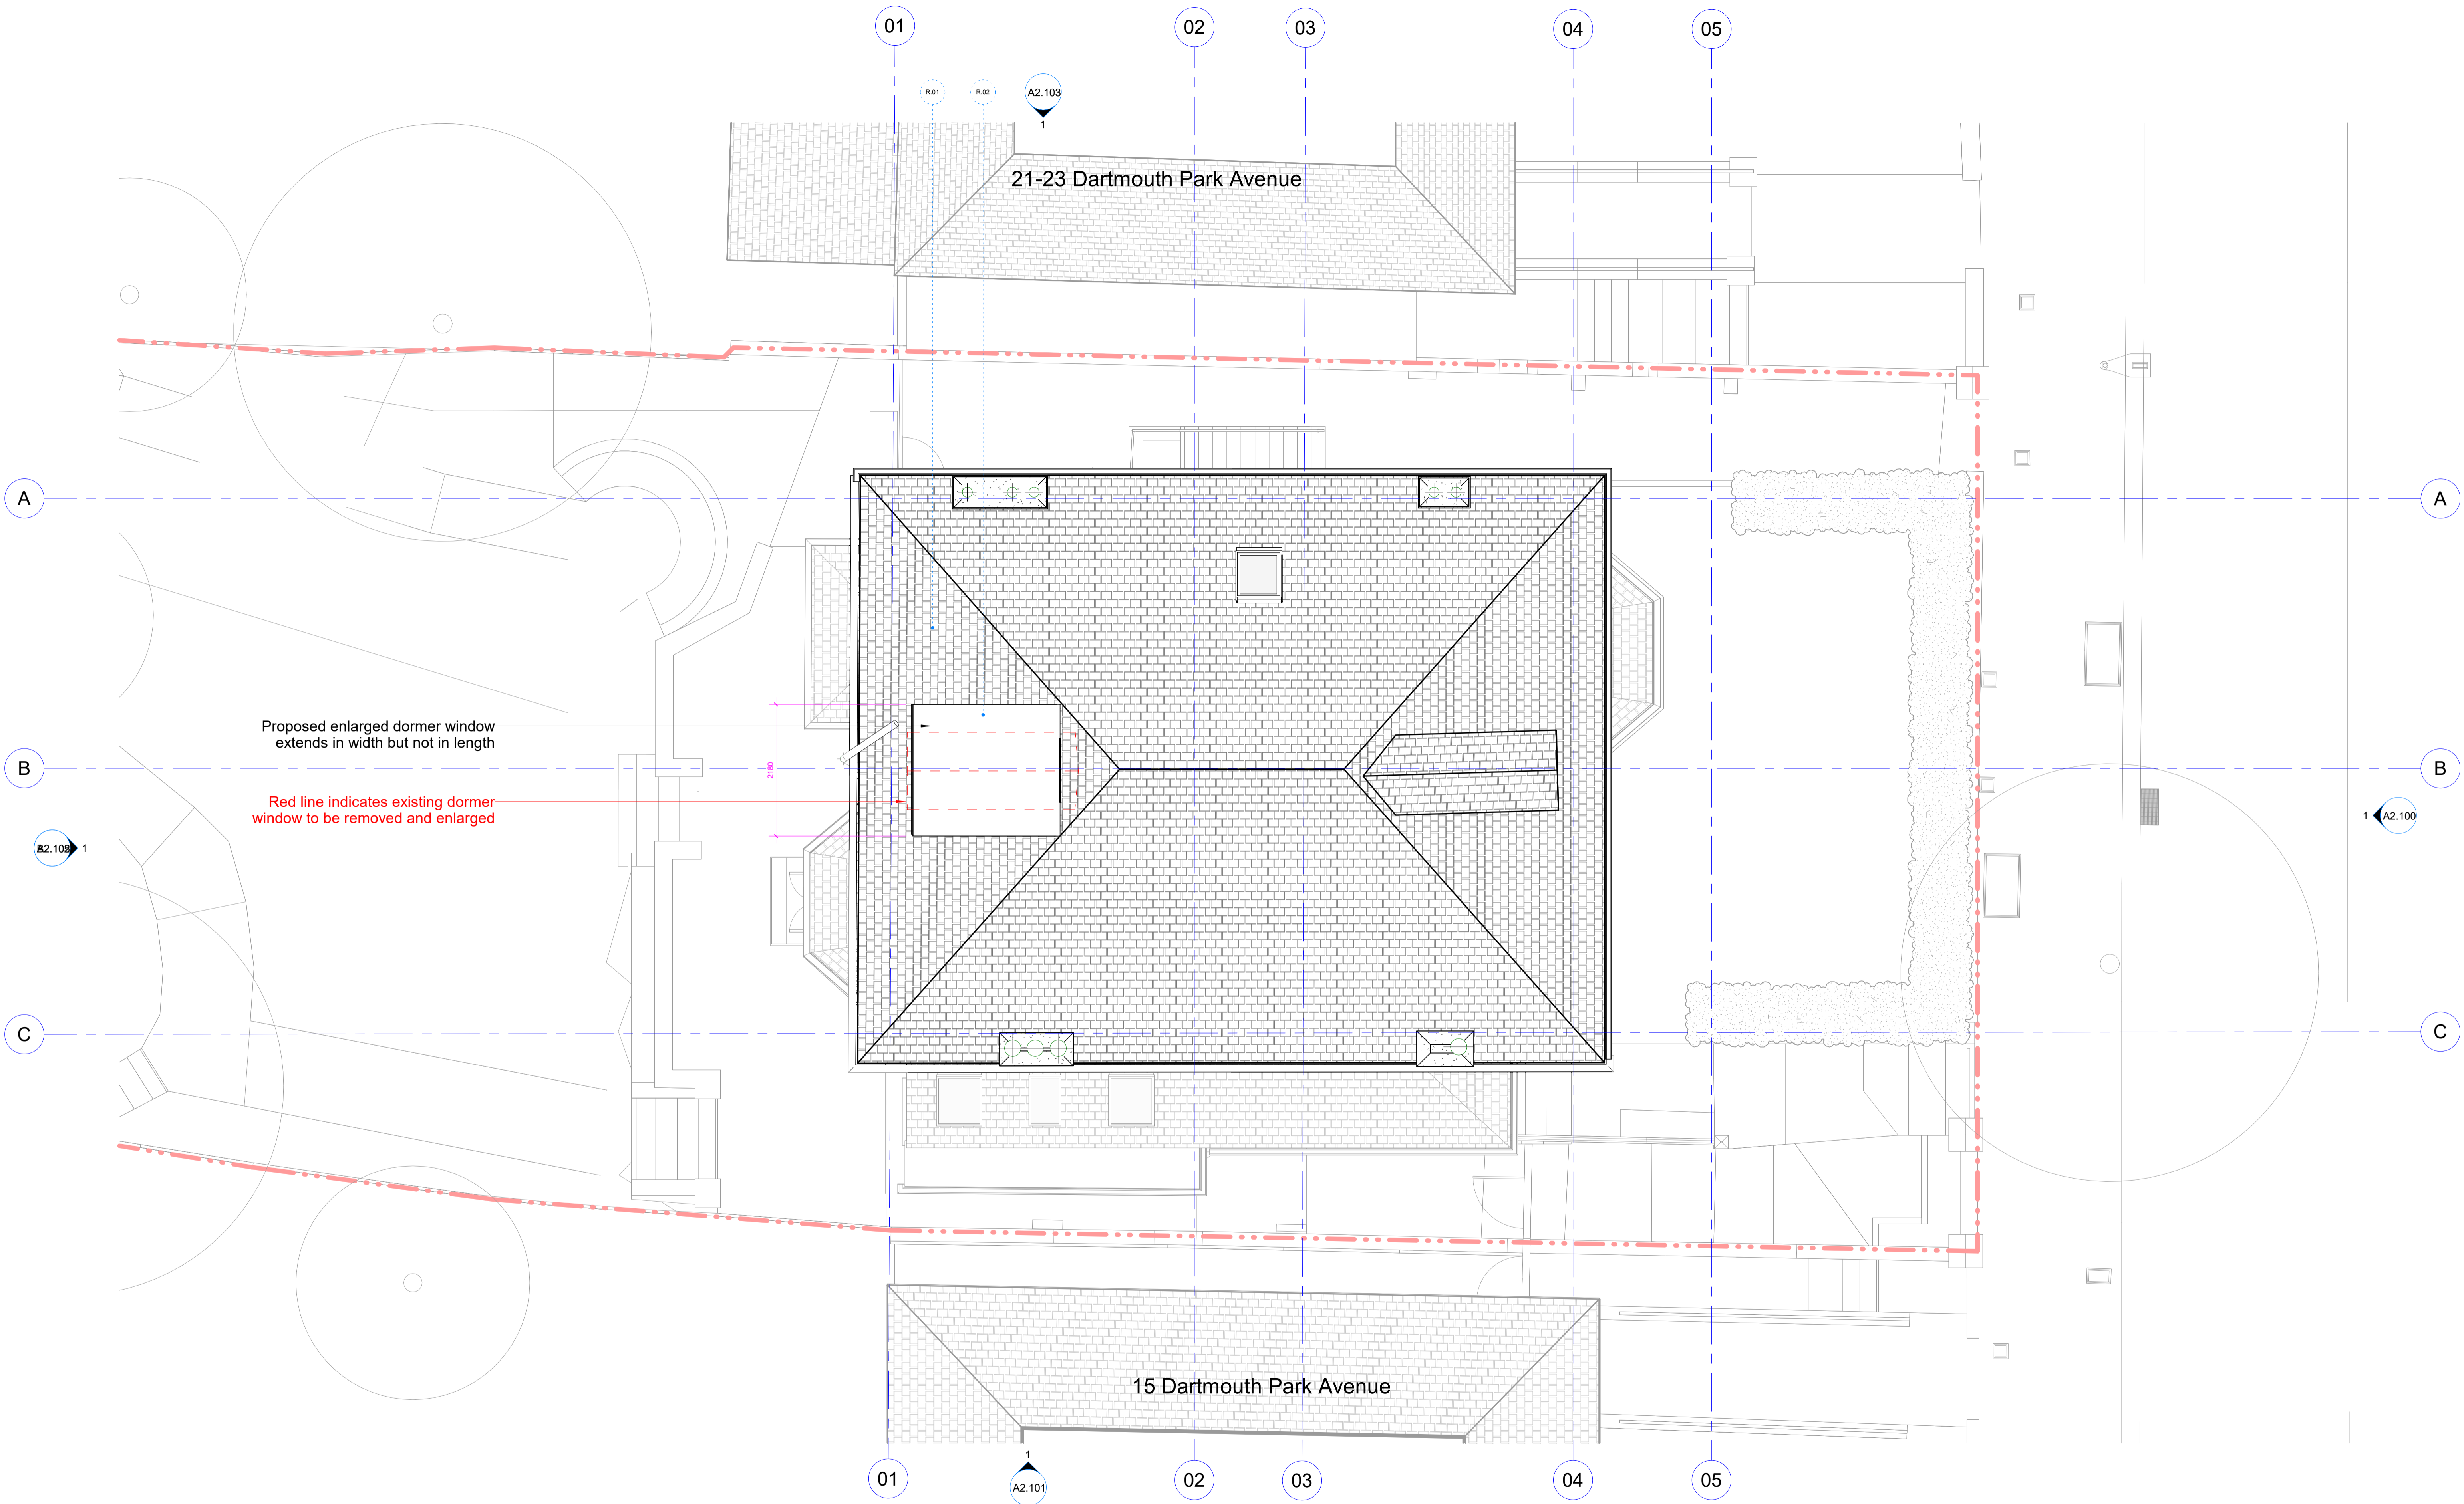 01
02
03
04
05
R.01
R.02
A2.103
1
21-23 Dartmouth Park Avenue
A
A
Proposed enlarged dormer window
extends in width but not in length
2180
B
B
Red line indicates existing dormer
window to be removed and enlarged
1
1
A2.100
C
C
15 Dartmouth Park Avenue
1
A2.101
01
02
03
04
05